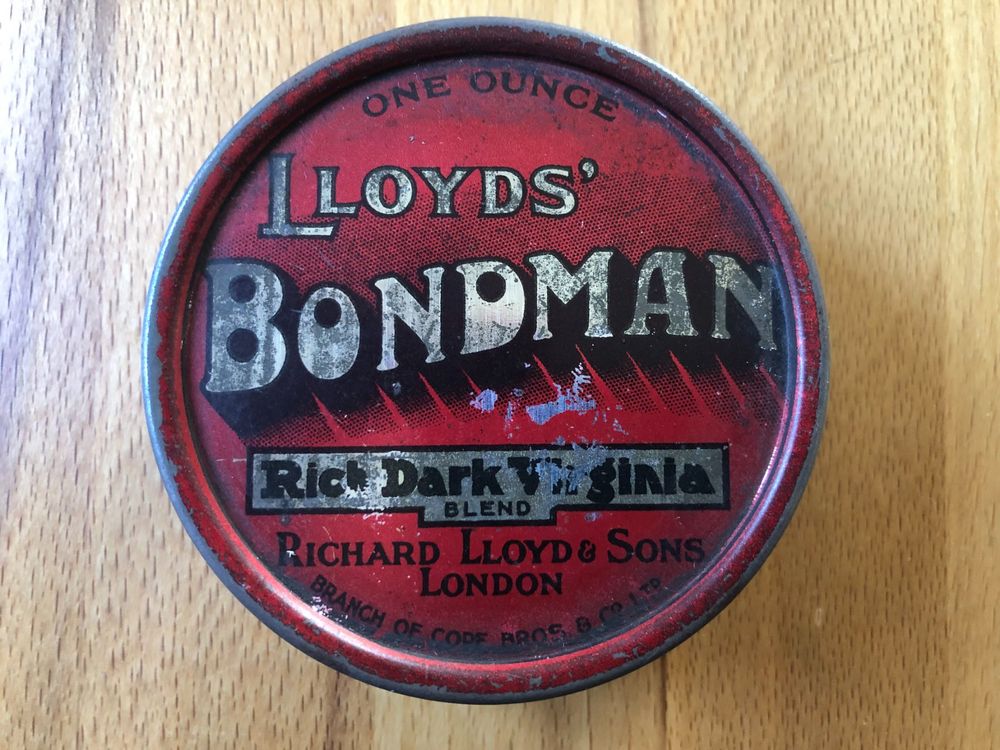 ONE OUNCE
LLOYDS'
BONDMAN
Rich Dark Virginia
BLEND
RICHARD LLOYD & SONS
LONDON
BRANCH OF COPE BROS & CO LTD